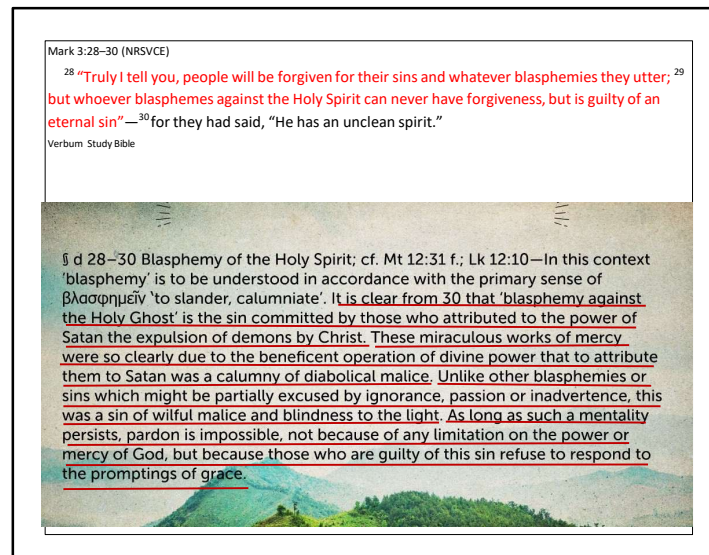 Mark 3:28–30 (NRSVCE)
28 “Truly I tell you, people will be forgiven for their sins and whatever blasphemies they utter; 29
but whoever blasphemes against the Holy Spirit can never have forgiveness, but is guilty of an
eternal sin”—30 for they had said, “He has an unclean spirit.”
Verbum Study Bible
§ d 28–30 Blasphemy of the Holy Spirit; cf. Mt 12:31 f.; Lk 12:10—In this context
‘blasphemy’ is to be understood in accordance with the primary sense of
βλασφημεῖν ‘to slander, calumniate’. It is clear from 30 that ‘blasphemy against
the Holy Ghost’ is the sin committed by those who attributed to the power of
Satan the expulsion of demons by Christ. These miraculous works of mercy
were so clearly due to the beneficent operation of divine power that to attribute
them to Satan was a calumny of diabolical malice. Unlike other blasphemies or
sins which might be partially excused by ignorance, passion or inadvertence, this
was a sin of wilful malice and blindness to the light. As long as such a mentality
persists, pardon is impossible, not because of any limitation on the power or
mercy of God, but because those who are guilty of this sin refuse to respond to
the promptings of grace.